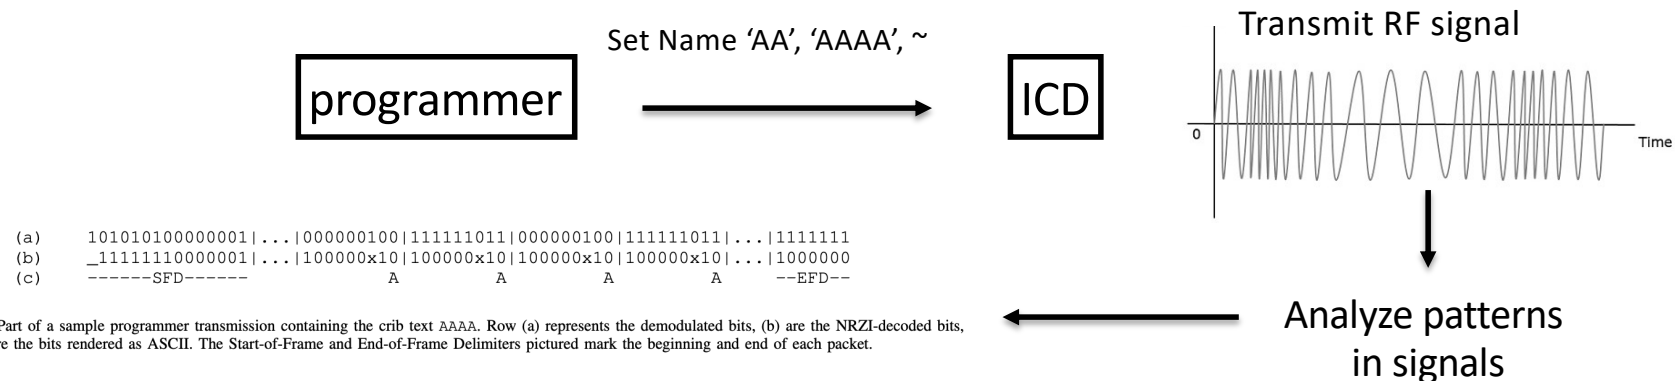 Transmit RF signal
Set Name ‘AA’, ‘AAAA’, ~
programmer
ICD
0
Time
(a) 101010100000001|...|000000100|111111011|000000100|111111011|...|1111111
(b) _11111110000001|...|100000x10|100000x10|100000x10|100000x10|...|1000000
(c) ------SFD------ A A A A --EFD--
Part of a sample programmer transmission containing the crib text AAAA. Row (a) represents the demodulated bits, (b) are the NRZI-decoded bits,
e the bits rendered as ASCII. The Start-of-Frame and End-of-Frame Delimiters pictured mark the beginning and end of each packet.
Analyze patterns
in signals